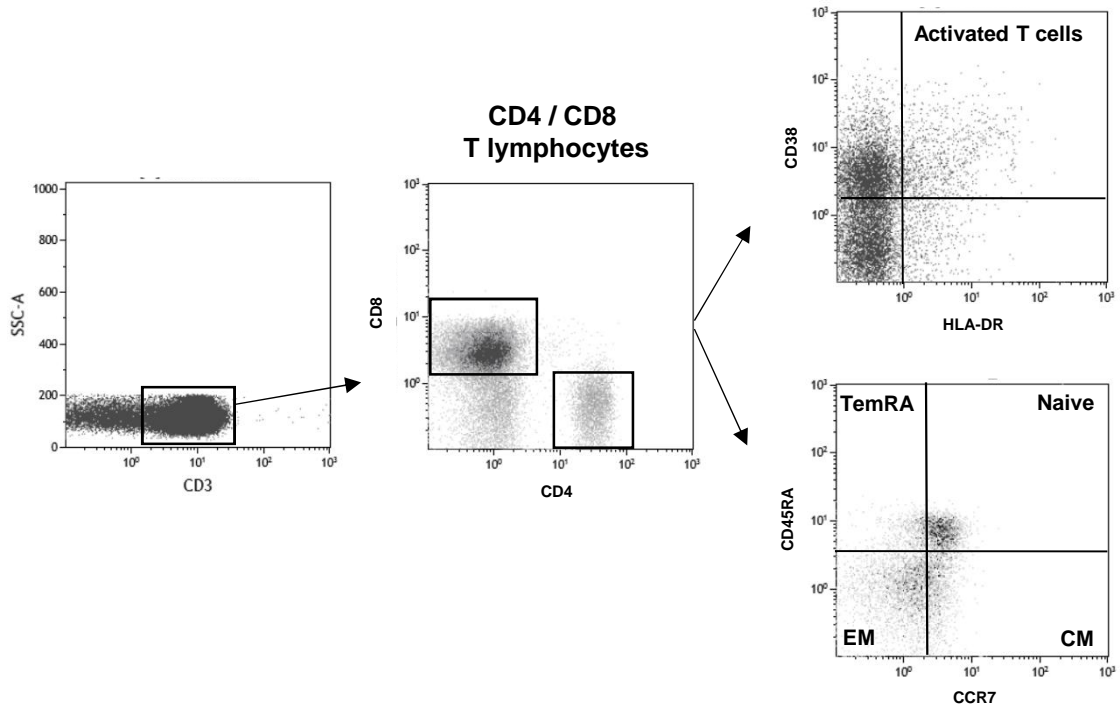 SSC-A
1000
800
600
400
200
0
10⁰
10¹
10²
10³
CD3
CD4 / CD8
T lymphocytes
CD8
10³
10²
10¹
10⁰
10⁰
10¹
10²
10³
CD4
Activated T cells
CD38
10³
10²
10¹
10⁰
10⁰
10¹
10²
10³
HLA-DR
TemRA
Naive
CD45RA
10³
10²
10¹
10⁰
EM
CM
10⁰
10¹
10²
10³
CCR7